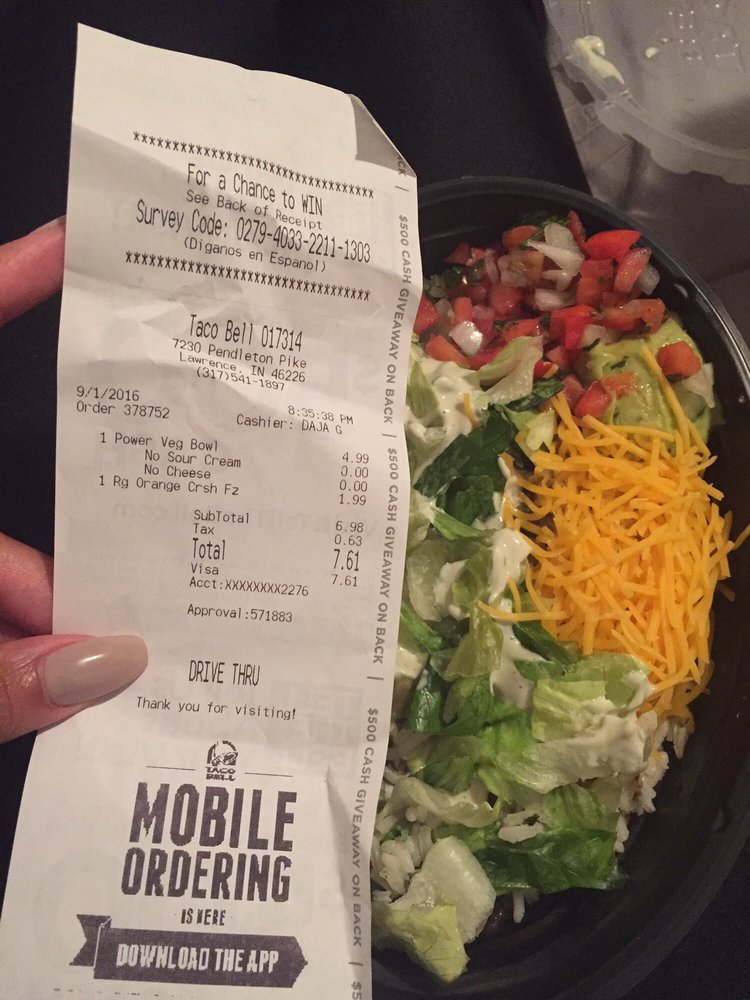 xxxxxxxxxxxxxxxxxxxxxxxxxxxxxxxx
For a Chance to WIN
See Back of Receipt
Survey Code: 0279-4033-2211-1303
(Diganos en Espanol)
xxxxxxxxxxxxxxxxxxxxxxxxxxxxxxxx
Taco Bell 017314
7230 Pendleton Pike
Lawrence, IN 46226
(317)541-1897
9/1/2016 8:35:38 PM
Order 378752 Cashier: DAJA G
1 Power Veg Bowl 4.99
No Sour Cream 0.00
No Cheese 0.00
1 Rg Orange Crsh Fz 1.99
SubTotal 6.98
Tax 0.63
Total 7.61
Visa 7.61
Acct:XXXXXXXX2276
Approval:571883
DRIVE THRU
Thank you for visiting!
TACO
BELL
MOBILE
ORDERING
IS HERE
DOWNLOAD THE APP
CK | $500 CASH GIVEAWAY ON BACK | $500 CASH GIVEAWAY ON BACK | $500 CASH GIVEAWAY ON BACK | $5